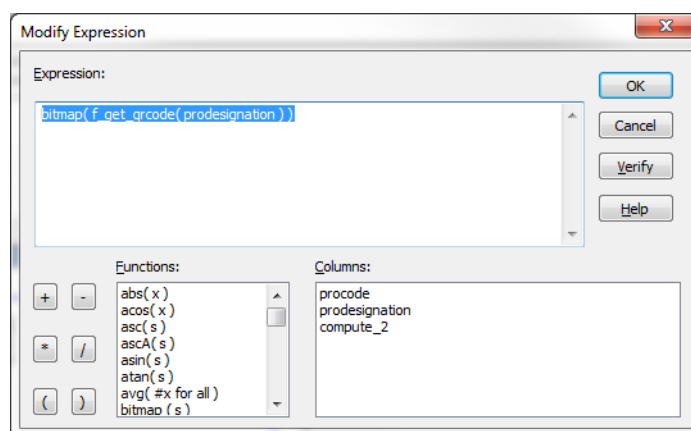 Modify Expression
Expression:
bitmap( f_get_qrcode( prodesignation ) )
OK
Cancel
Verify
Help
Functions:
Columns:
+ -
* /
( )
abs( x )
acos( x )
asc( s )
ascA( s )
asin( s )
atan( s )
avg( #x for all )
bitmap ( s )
procode
prodesignation
compute_2